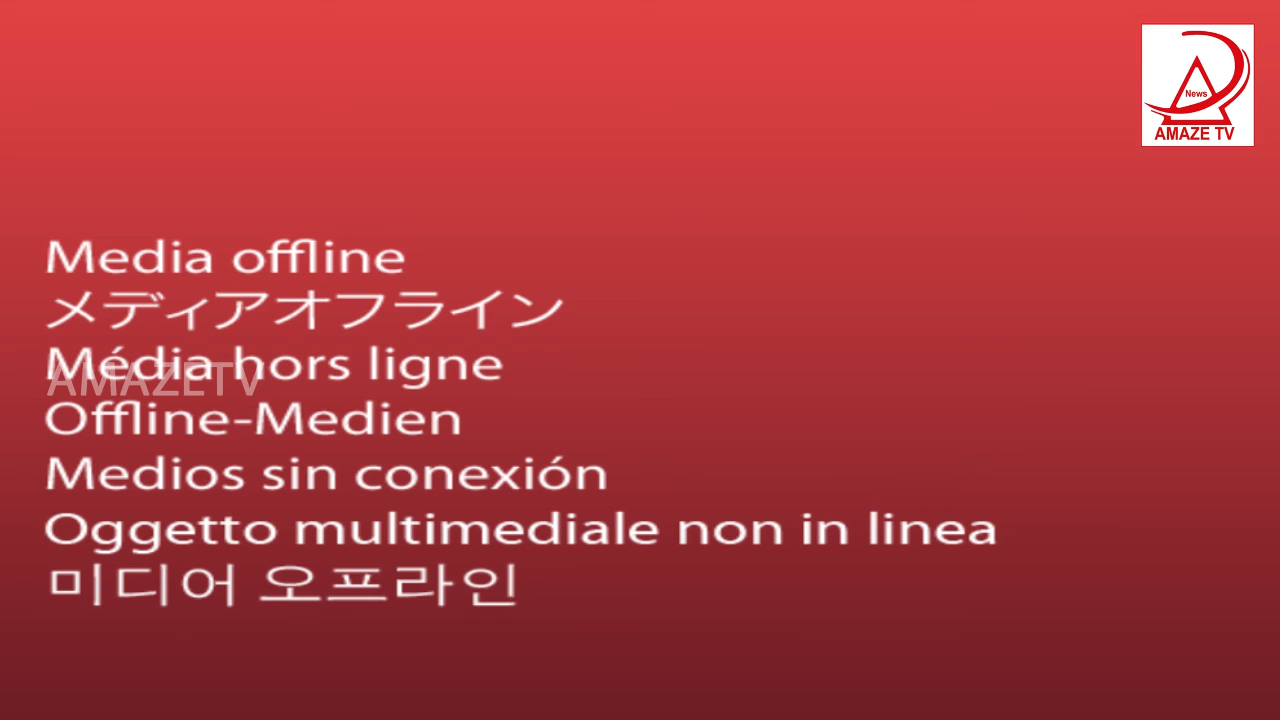 News
AMAZE TV
Media offline
メディアオフライン
Média hors ligne
AMAZETV
Offline-Medien
Medios sin conexión
Oggetto multimediale non in linea
미디어 오프라인